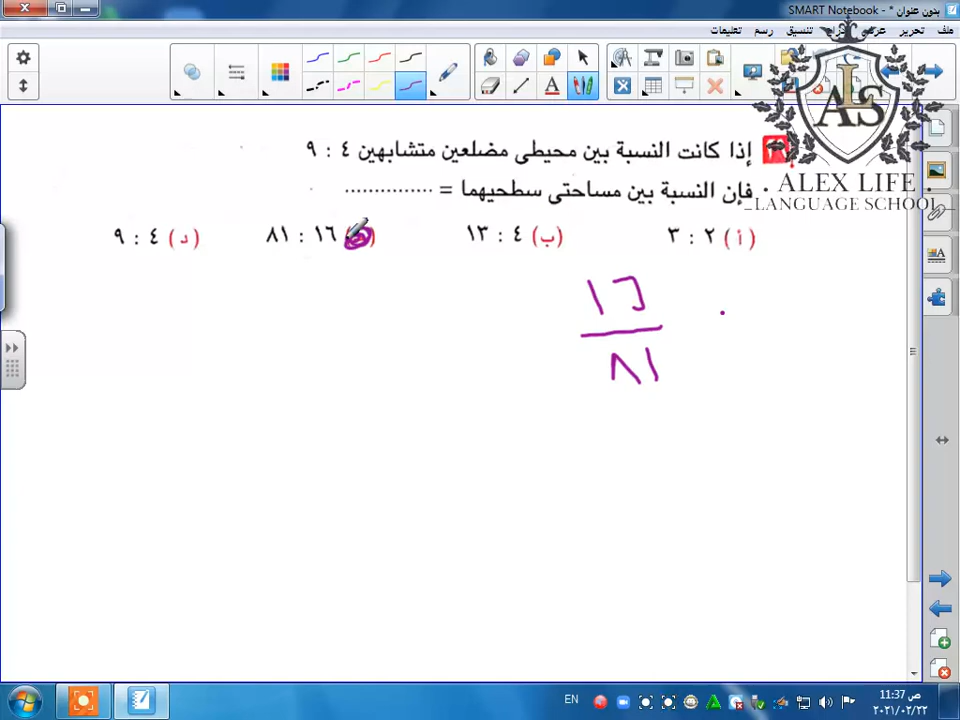 بدون عنوان * - SMART Notebook
ملف تحرير عرض تنسيق رسم تعليمات
إذا كانت النسبة بين محيطى مضلعين متشابهين ٤ : ٩
فإن النسبة بين مساحتى سطحيهما = ...............
(أ) ٢ : ٣ (ب) ٤ : ١٣ ١٦ : ٨١ (د) ٤ : ٩
١٦
٨١
ALS
. ALEX LIFE .
LANGUAGE SCHOOL
EN
11:37 ص
٢٠٢١/٠٢/٢٢